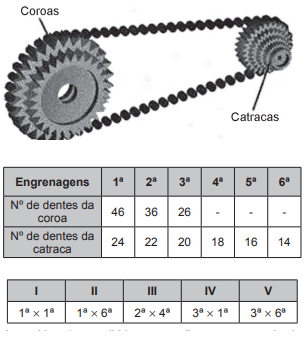 Coroas
Catracas
Engrenagens 1ª 2ª 3ª 4ª 5ª 6ª
Nº de dentes da coroa 46 36 26 - - -
Nº de dentes da catraca 24 22 20 18 16 14
I II III IV V
1ª × 1ª 1ª × 6ª 2ª × 4ª 3ª × 1ª 3ª × 6ª